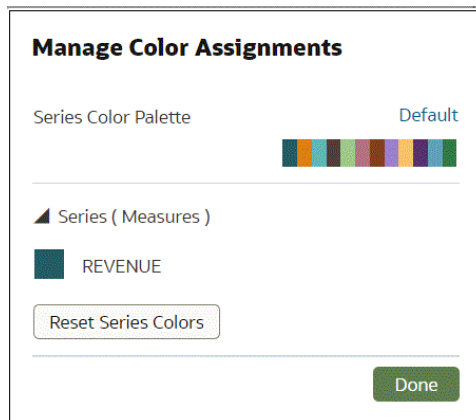 Manage Color Assignments
Series Color Palette Default
Series ( Measures )
REVENUE
Reset Series Colors
Done